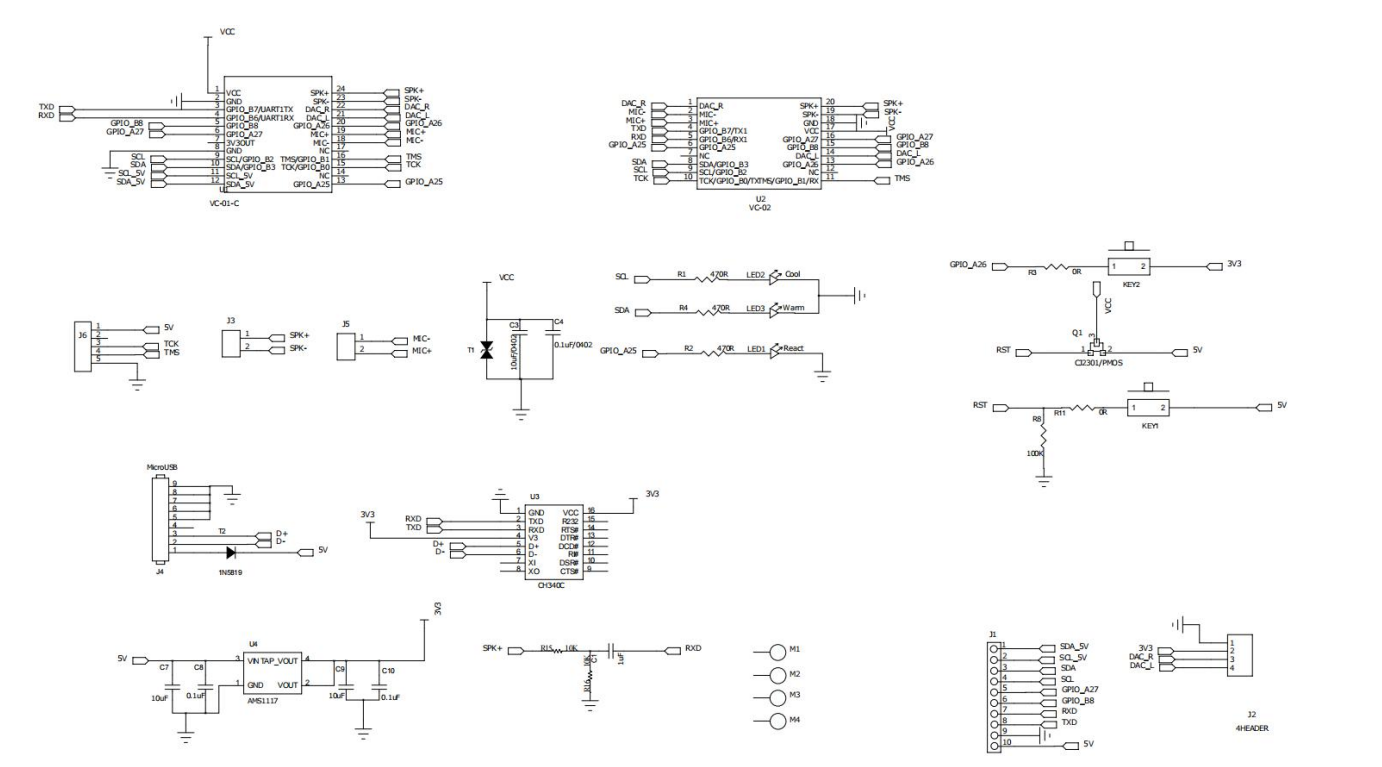 VCC
TXD
RXD
GPIO_B8
GPIO_A27
SCL
SDA
SCL_5V
SDA_5V
1 VCC
2 GND
3 GPIO_B7/UART1TX
4 GPIO_B6/UART1RX
5 GPIO_B8
6 GPIO_A27
7 3V3OUT
8 GND
9 SCL/GPIO_B2
10 SDA/GPIO_B3
11 SCL_5V
12 SDA_5V
SPK+ 24 SPK+
SPK- 23 SPK-
DAC_R 22 DAC_R
DAC_L 21 DAC_L
GPIO_A26 20 GPIO_A26
MIC+ 19 MIC+
MIC- 18 MIC-
NC 17
TMS/GPIO_B1 16 TMS
TCK/GPIO_B0 15 TCK
NC 14
GPIO_A25 13 GPIO_A25
U1
VC-01-C
DAC_R 1 DAC_R
MIC- 2 MIC-
MIC+ 3 MIC+
TXD 4 GPIO_B7/TX1
RXD 5 GPIO_B6/RX1
GPIO_A25 6 GPIO_A25
7 NC
SDA 8 SDA/GPIO_B3
SCL 9 SCL/GPIO_B2
TCK 10 TCK/GPIO_B0/TXTMS/GPIO_B1/RX 11 TMS
SPK+ 20 SPK+
SPK- 19 SPK-
GND 18
VCC 17 VCC
GPIO_A27 16 GPIO_A27
GPIO_B8 15 GPIO_B8
DAC_L 14 DAC_L
GPIO_A26 13 GPIO_A26
NC 12
U2
VC-02
GPIO_A26 R3 0R 1 2 3V3
KEY2
VCC
Q1
3
RST 1 2 5V
CJ2301/PMOS
RST R11 0R 1 2 5V
KEY1
R8
100K
J6
1 5V
2
3 TCK
4 TMS
5
J3
1 SPK+
2 SPK-
J5
1 MIC-
2 MIC+
VCC
T1
C3
10uF/0402
C4
0.1uF/0402
SCL R1 470R LED2 Cool
SDA R4 470R LED3 Warm
GPIO_A25 R2 470R LED1 React
MicroUSB
9
8
7
6
5
4
3 D+
2 D-
1 5V
T2
1N5819
J4
U3
3V3
RXD
TXD
D+
D-
1 GND
2 TXD
3 RXD
4 V3
5 D+
6 D-
7 XI
8 XO
VCC 16 3V3
R232 15
RTS# 14
DTR# 13
DCD# 12
RI# 11
DSR# 10
CTS# 9
CH340C
3V3
5V
C7
10uF
C8
0.1uF
U4
3 VIN TAP_VOUT 4
1 GND VOUT 2
AMS1117
C9
10uF
C10
0.1uF
SPK+ R15 10K
R16 10K
C1
1uF
RXD
M1
M2
M3
M4
J1
1 SDA_5V
2 SCL_5V
3 SDA
4 SCL
5 GPIO_A27
6 GPIO_B8
7 RXD
8 TXD
9
10 5V
1
3V3 2
DAC_R 3
DAC_L 4
J2
4HEADER